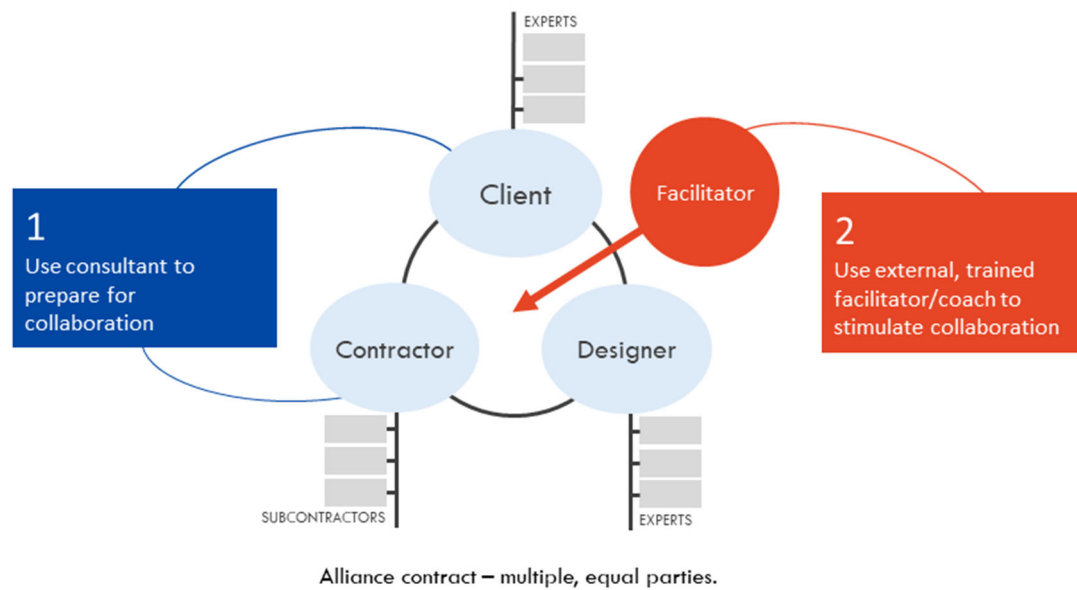 EXPERTS
Client
Facilitator
1
Use consultant to
prepare for
collaboration
2
Use external, trained
facilitator/coach to
stimulate collaboration
Contractor
Designer
SUBCONTRACTORS
EXPERTS
Alliance contract – multiple, equal parties.